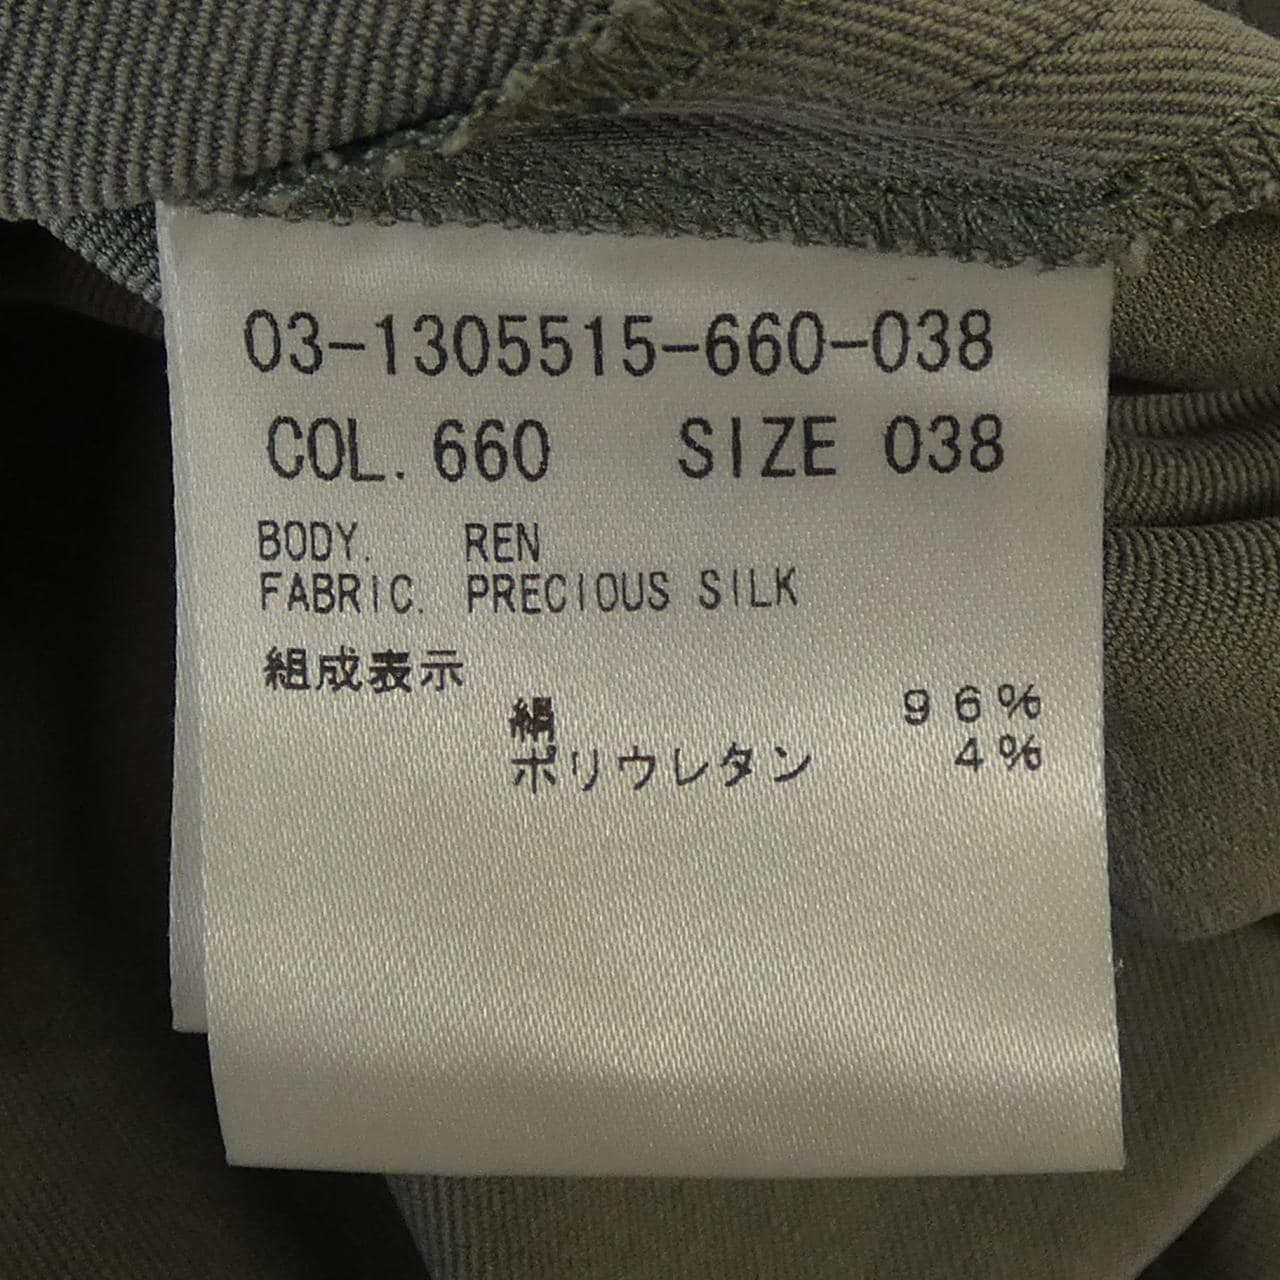 03-1305515-660-038
COL. 660 SIZE 038
BODY. REN
FABRIC. PRECIOUS SILK
組成表示
絹 96%
ポリウレタン 4%